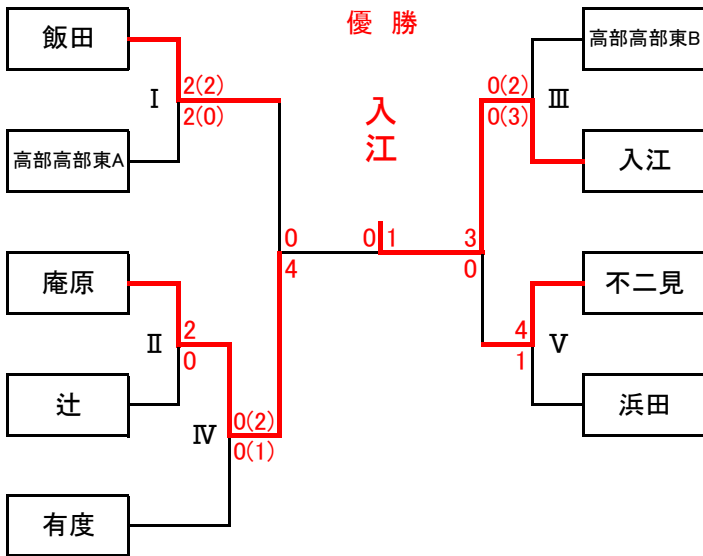 優 勝
飯田
高部高部東B
2(2)
0(2)
Ⅰ
Ⅲ
2(0)
0(3)
入
江
高部高部東A
入江
0
0 1
3
4
0
庵原
不二見
2
4
Ⅱ
Ⅴ
0
1
辻
浜田
0(2)
Ⅳ
0(1)
有度